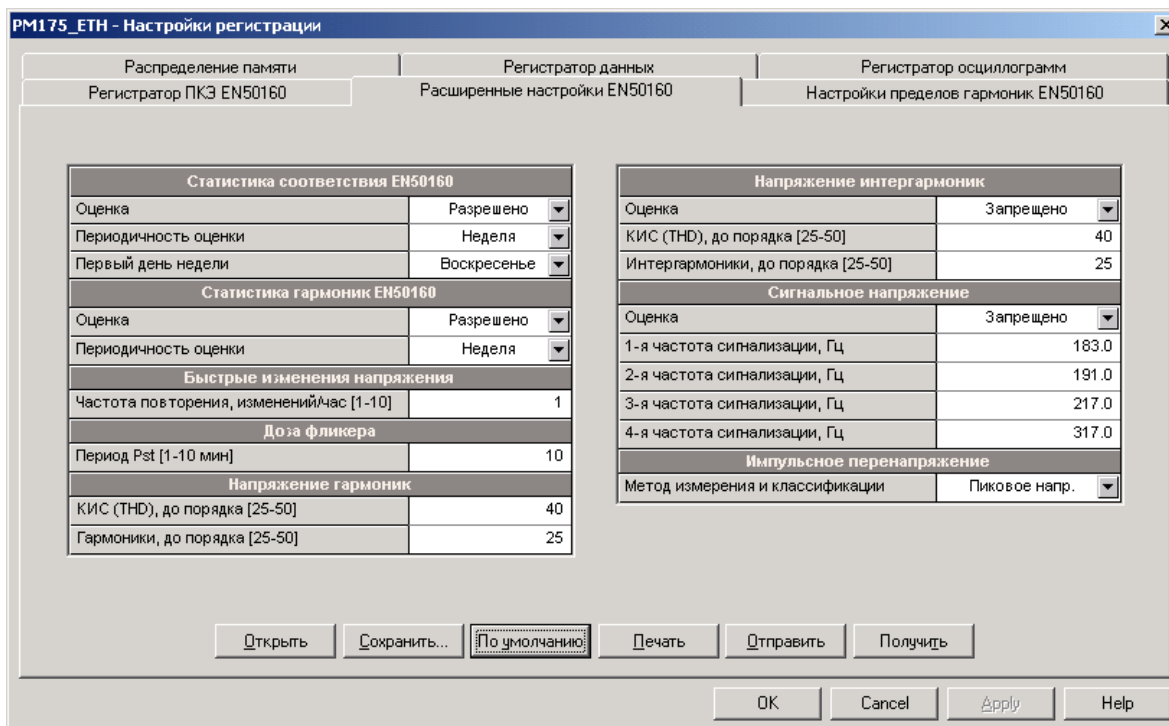 PM175_ETH - Настройки регистрации
Распределение памяти
Регистратор данных
Регистратор осциллограмм
Регистратор ПКЭ EN50160
Расширенные настройки EN50160
Настройки пределов гармоник EN50160
Статистика соответствия EN50160
Оценка Разрешено
Периодичность оценки Неделя
Первый день недели Воскресенье
Статистика гармоник EN50160
Оценка Разрешено
Периодичность оценки Неделя
Быстрые изменения напряжения
Частота повторения, изменений/час [1-10] 1
Доза фликера
Период Pst [1-10 мин] 10
Напряжение гармоник
КИС (THD), до порядка [25-50] 40
Гармоники, до порядка [25-50] 25
Напряжение интергармоник
Оценка Запрещено
КИС (THD), до порядка [25-50] 40
Интергармоники, до порядка [25-50] 25
Сигнальное напряжение
Оценка Запрещено
1-я частота сигнализации, Гц 183.0
2-я частота сигнализации, Гц 191.0
3-я частота сигнализации, Гц 217.0
4-я частота сигнализации, Гц 317.0
Импульсное перенапряжение
Метод измерения и классификации Пиковое напр.
Открыть
Сохранить...
По умолчанию
Печать
Отправить
Получить
OK
Cancel
Apply
Help